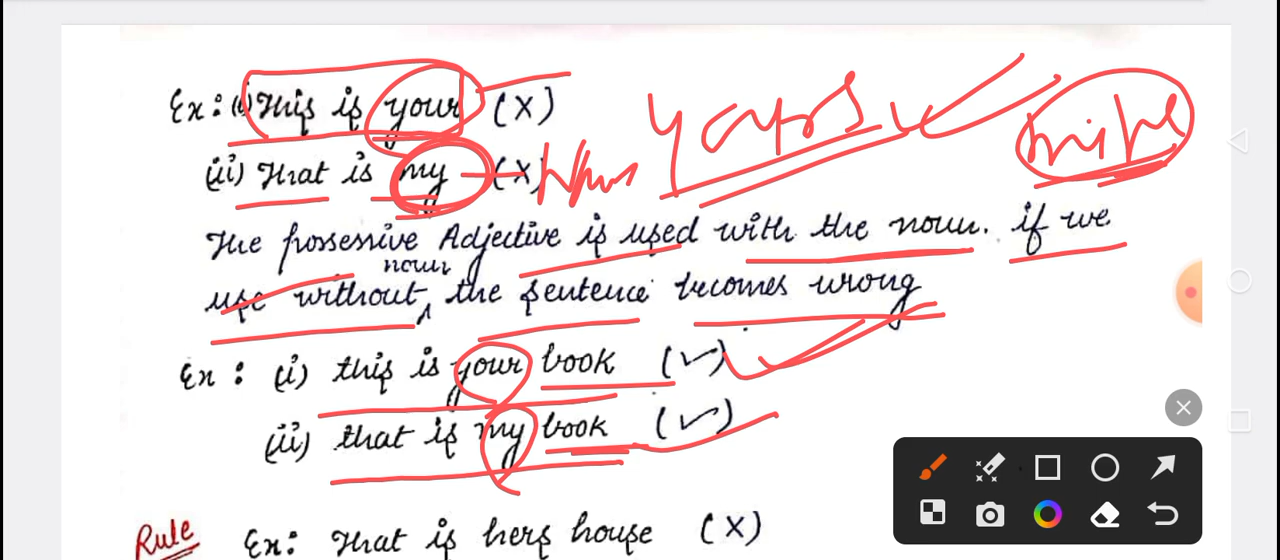 Ex: (i) This is your (X)
yours
mine
(ii) That is my (X)
The possessive Adjective is used with the noun. if we
noun
use without ^ the sentence becomes wrong
Ex: (i) this is your book (✓)
(ii) that is my book (✓)
Rule Ex: That is hers house (X)